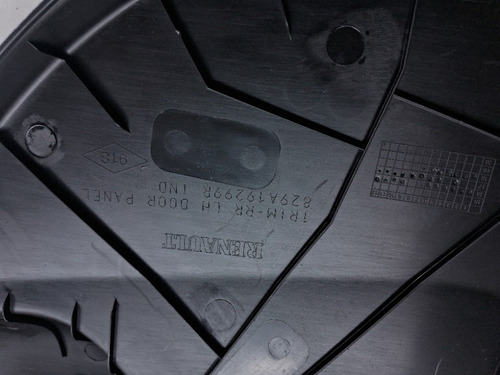 RENAULT
TRIM-RR LH DOOR PANEL
829A19299R IND